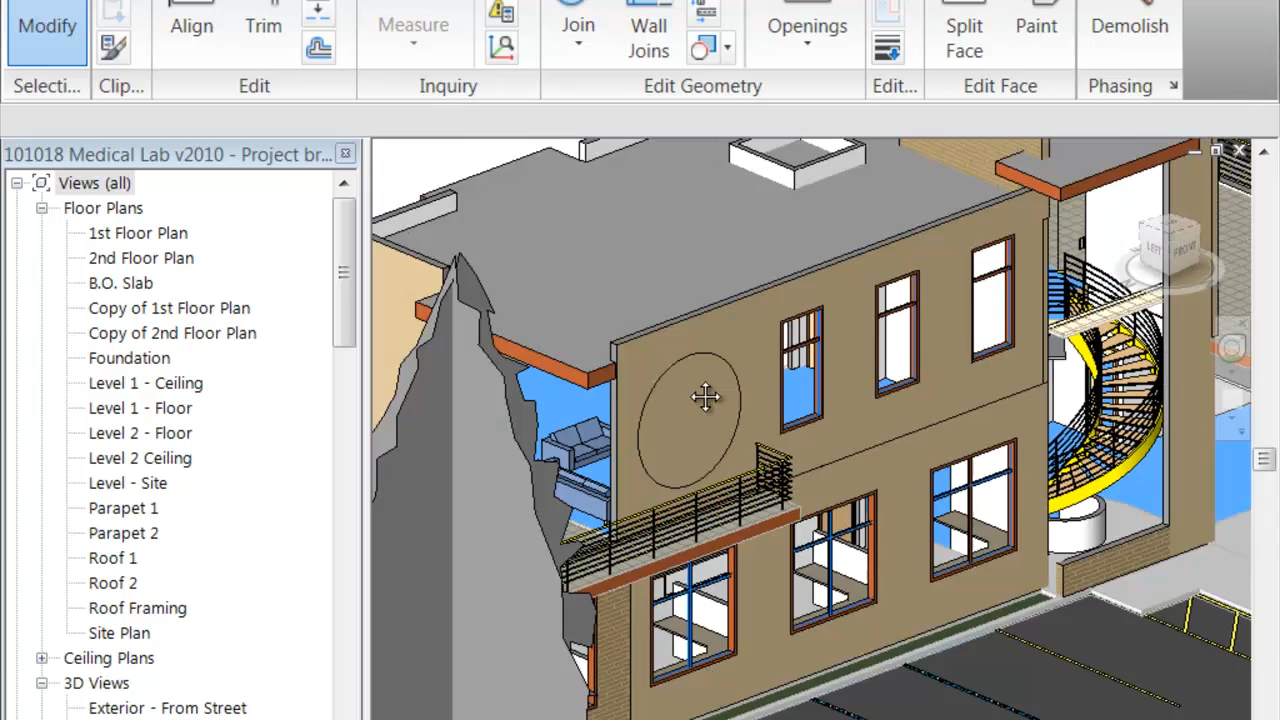 Modify
Align
Trim
Measure
Join
Wall
Joins
Openings
Split
Face
Paint
Demolish
Selecti...
Clip...
Edit
Inquiry
Edit Geometry
Edit...
Edit Face
Phasing
101018 Medical Lab v2010 - Project br...
Views (all)
Floor Plans
1st Floor Plan
2nd Floor Plan
B.O. Slab
Copy of 1st Floor Plan
Copy of 2nd Floor Plan
Foundation
Level 1 - Ceiling
Level 1 - Floor
Level 2 - Floor
Level 2 Ceiling
Level - Site
Parapet 1
Parapet 2
Roof 1
Roof 2
Roof Framing
Site Plan
Ceiling Plans
3D Views
Exterior - From Street
LEFT
FRONT